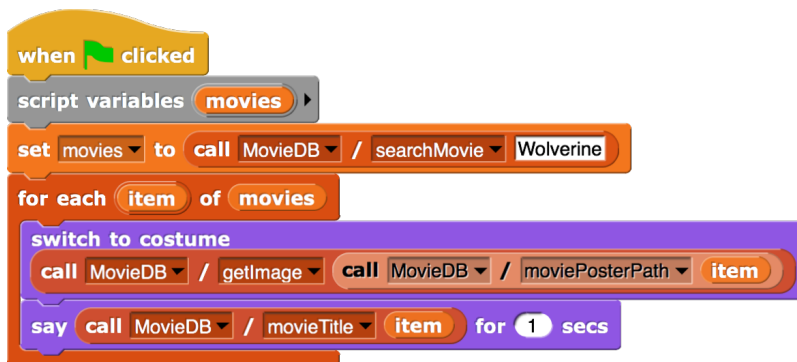 when clicked
script variables movies
set movies to call MovieDB / searchMovie Wolverine
for each item of movies
switch to costume
call MovieDB / getImage call MovieDB / moviePosterPath item
say call MovieDB / movieTitle item for 1 secs